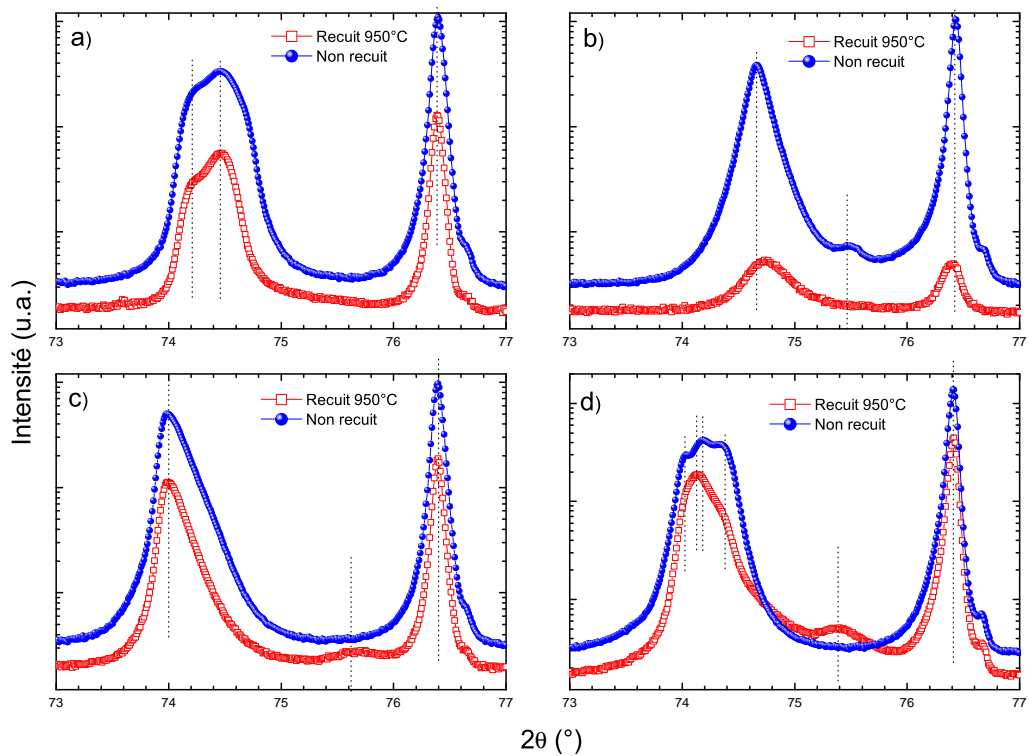 a)
Recuit 950°C
Non recuit
73 74 75 76 77
b)
Recuit 950°C
Non recuit
73 74 75 76 77
c)
Recuit 950°C
Non recuit
73 74 75 76 77
d)
Recuit 950°C
Non recuit
73 74 75 76 77
Intensité (u.a.)
2θ (°)